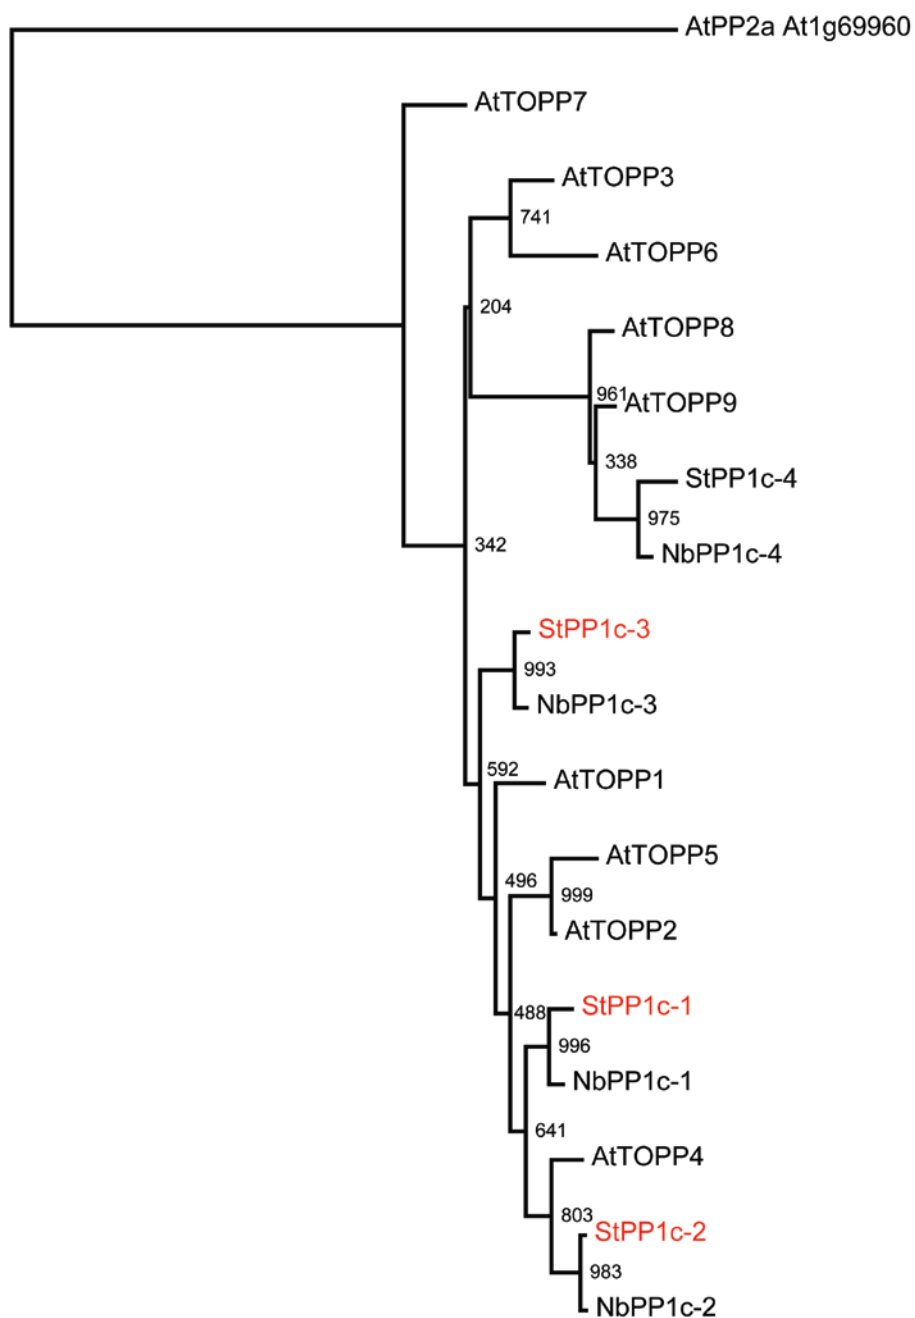 AtPP2a At1g69960
AtTOPP7
AtTOPP3
741
AtTOPP6
204
AtTOPP8
961
AtTOPP9
338
StPP1c-4
975
NbPP1c-4
342
StPP1c-3
993
NbPP1c-3
592
AtTOPP1
AtTOPP5
496
999
AtTOPP2
StPP1c-1
488
996
NbPP1c-1
641
AtTOPP4
803
StPP1c-2
983
NbPP1c-2